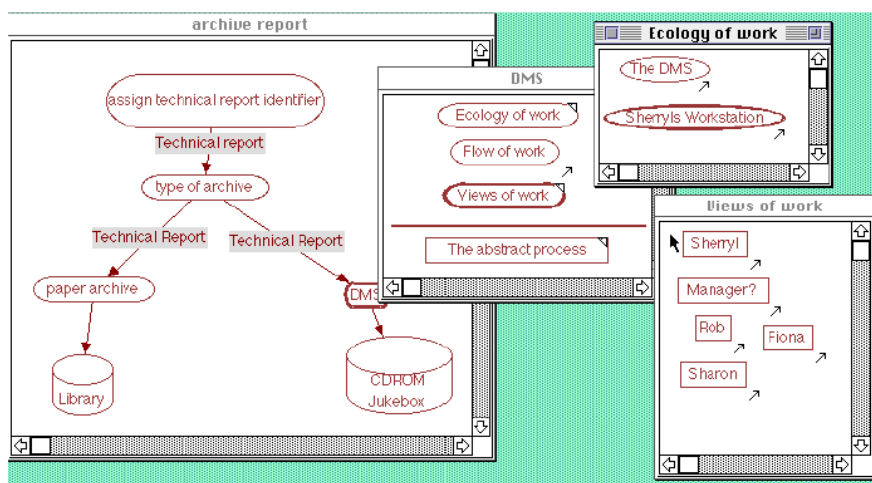 archive report
assign technical report identifier
Technical report
type of archive
Technical Report
Technical Report
paper archive
DMS
Library
CDROM
Jukebox
DMS
Ecology of work
Flow of work
Views of work
The abstract process
Ecology of work
The DMS
Sherryls Workstation
Views of work
Sherryl
Manager?
Rob
Fiona
Sharon